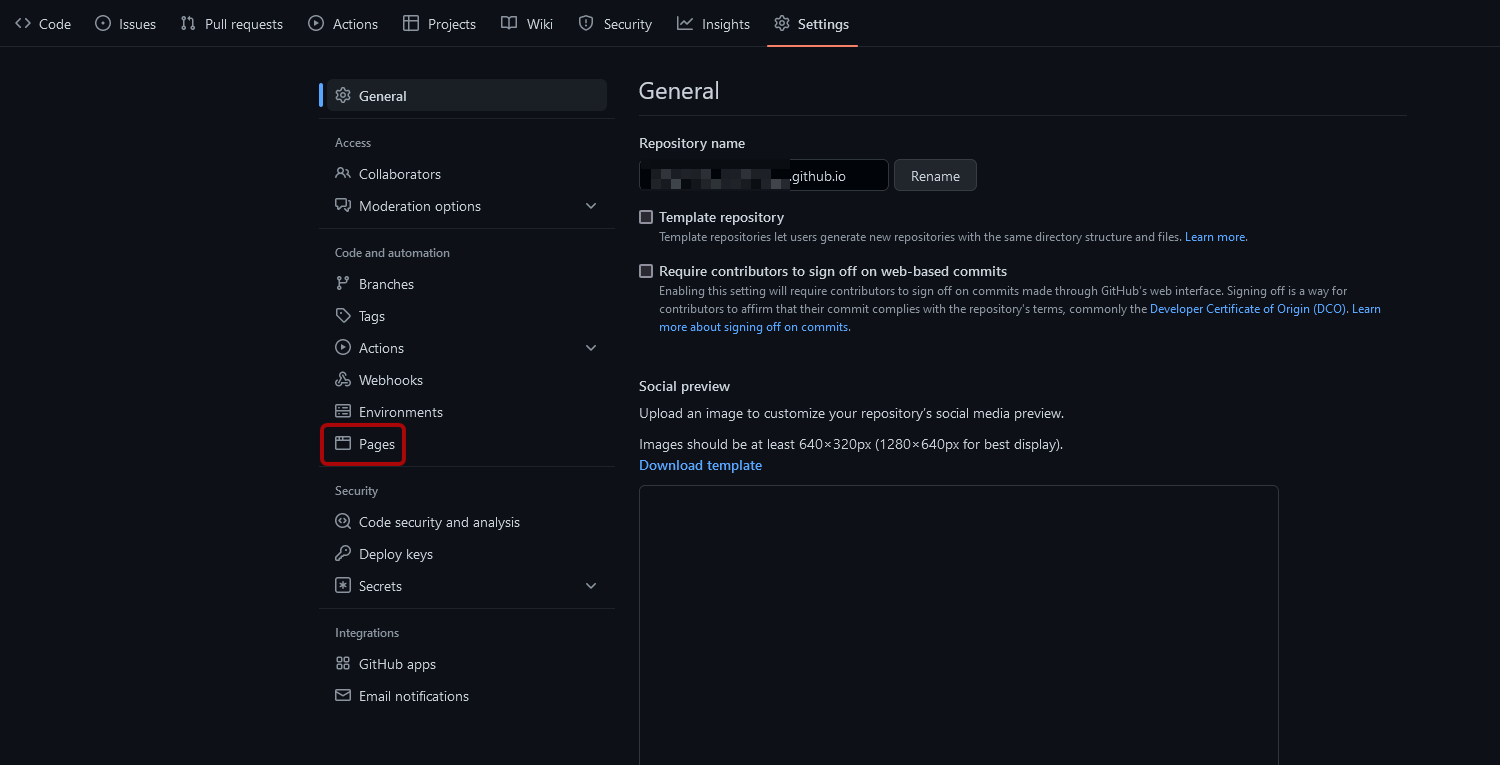 Code Issues Pull requests Actions Projects Wiki Security Insights Settings
General
Access
Collaborators
Moderation options
Code and automation
Branches
Tags
Actions
Webhooks
Environments
Pages
Security
Code security and analysis
Deploy keys
Secrets
Integrations
GitHub apps
Email notifications
General
Repository name
.github.io Rename
Template repository
Template repositories let users generate new repositories with the same directory structure and files. Learn more.
Require contributors to sign off on web-based commits
Enabling this setting will require contributors to sign off on commits made through GitHub's web interface. Signing off is a way for
contributors to affirm that their commit complies with the repository's terms, commonly the Developer Certificate of Origin (DCO). Learn
more about signing off on commits.
Social preview
Upload an image to customize your repository's social media preview.
Images should be at least 640×320px (1280×640px for best display).
Download template